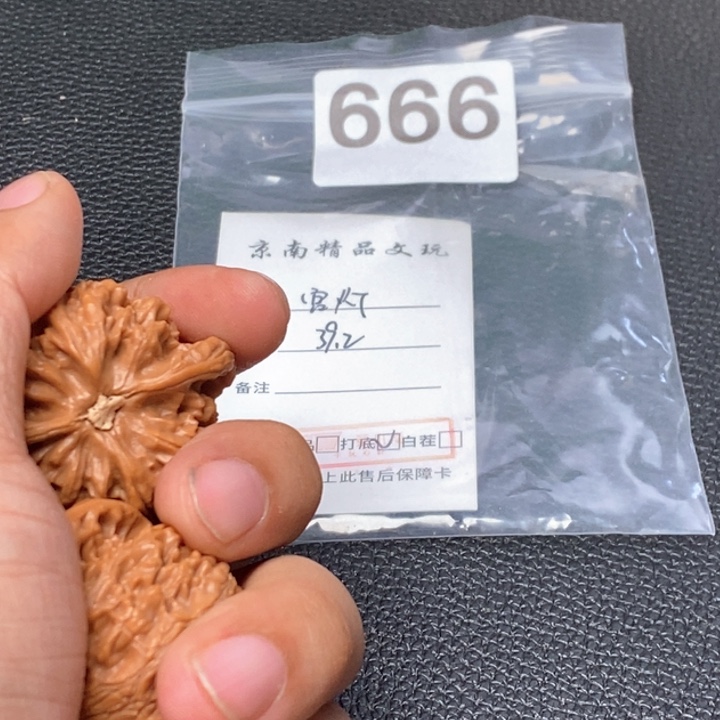 666
京南精品文玩
宫灯
39.2
备注
品□打底☑白茬□
上此售后保障卡